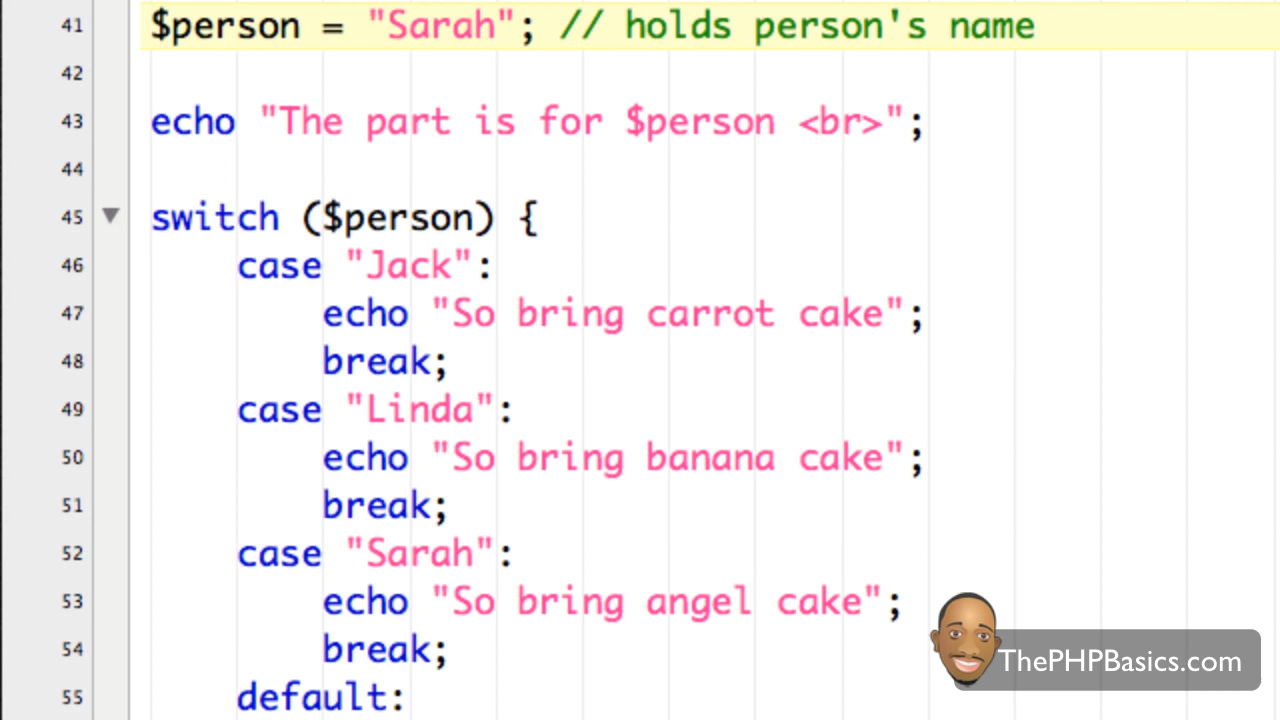 41 $person = "Sarah"; // holds person's name
42
43 echo "The part is for $person <br>";
44
45 switch ($person) {
46 case "Jack":
47 echo "So bring carrot cake";
48 break;
49 case "Linda":
50 echo "So bring banana cake";
51 break;
52 case "Sarah":
53 echo "So bring angel cake";
54 break;
55 default:
ThePHPBasics.com